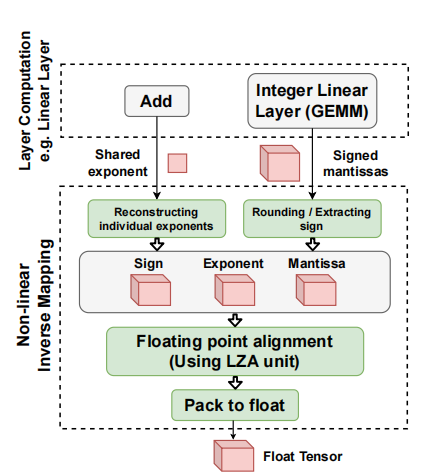 Layer Computation
e.g. Linear Layer
Add
Integer Linear
Layer (GEMM)
Shared
exponent
Signed
mantissas
Non-linear
Inverse Mapping
Reconstructing
individual exponents
Rounding / Extracting
sign
Sign
Exponent
Mantissa
Floating point alignment
(Using LZA unit)
Pack to float
Float Tensor